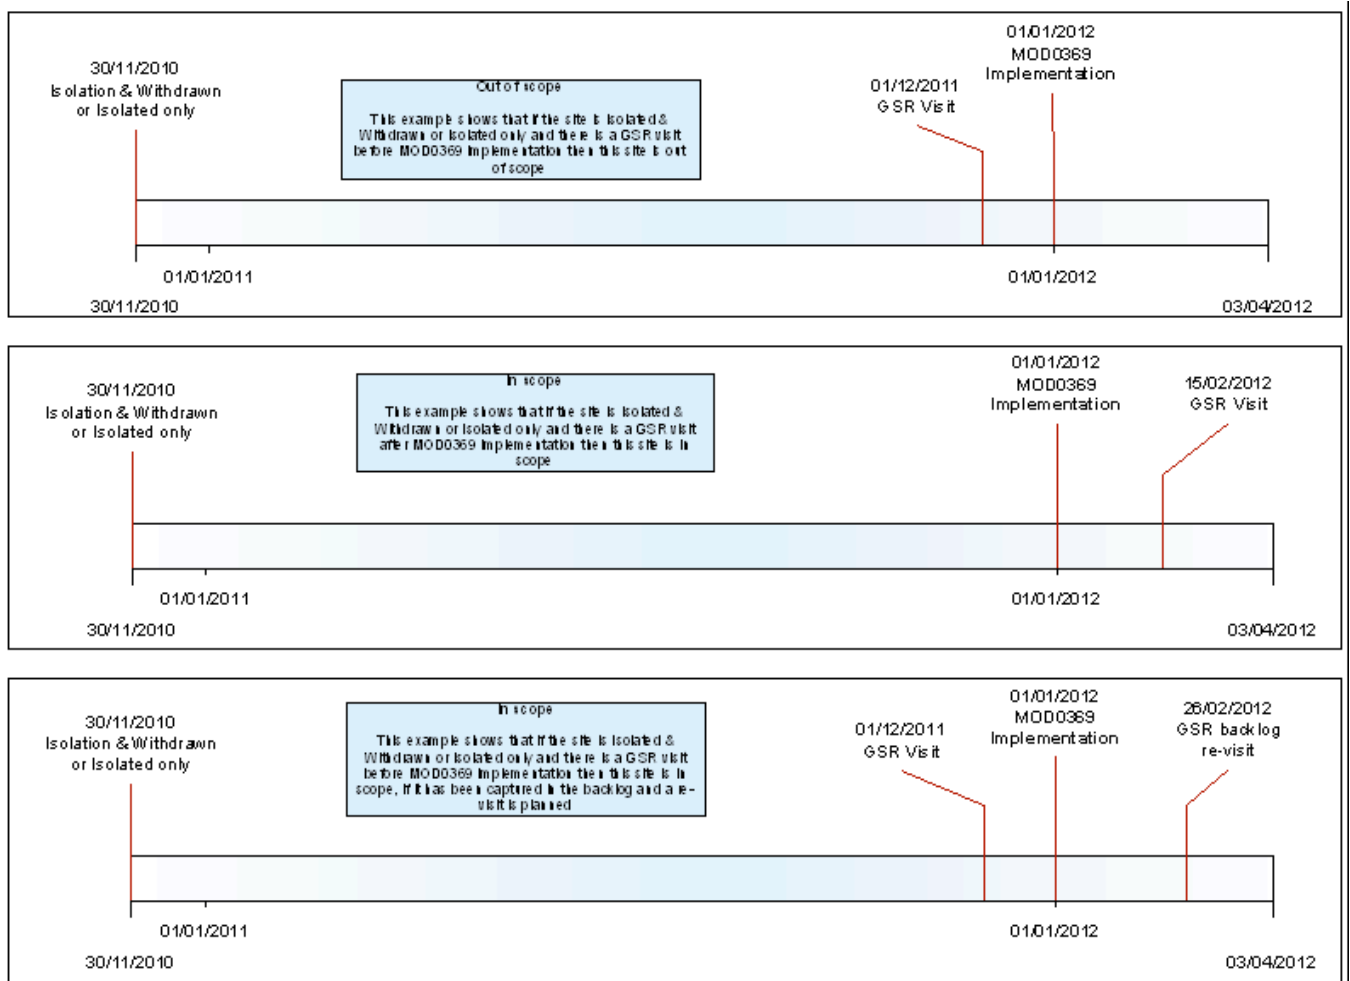 01/01/2012
MOD0369
Implementation
30/11/2010
Isolation & Withdrawn
or Isolated only
Out of scope
This example shows that if the site is Isolated &
Withdrawn or Isolated only and there is a GSR visit
before MOD0369 Implementation then this site is out
of scope
01/12/2011
GSR Visit
01/01/2011
01/01/2012
30/11/2010
03/04/2012
01/01/2012
MOD0369
Implementation
30/11/2010
Isolation & Withdrawn
or Isolated only
In scope
This example shows that if the site is Isolated &
Withdrawn or Isolated only and there is a GSR visit
after MOD0369 Implementation then this site is in
scope
15/02/2012
GSR Visit
01/01/2011
01/01/2012
30/11/2010
03/04/2012
30/11/2010
Isolation & Withdrawn
or Isolated only
In scope
This example shows that if the site is Isolated &
Withdrawn or Isolated only and there is a GSR visit
before MOD0369 Implementation then this site is in
scope, if it has been captured in the backlog and a re-
visit is planned
01/12/2011
GSR Visit
01/01/2012
MOD0369
Implementation
26/02/2012
GSR backlog
re-visit
01/01/2011
01/01/2012
30/11/2010
03/04/2012